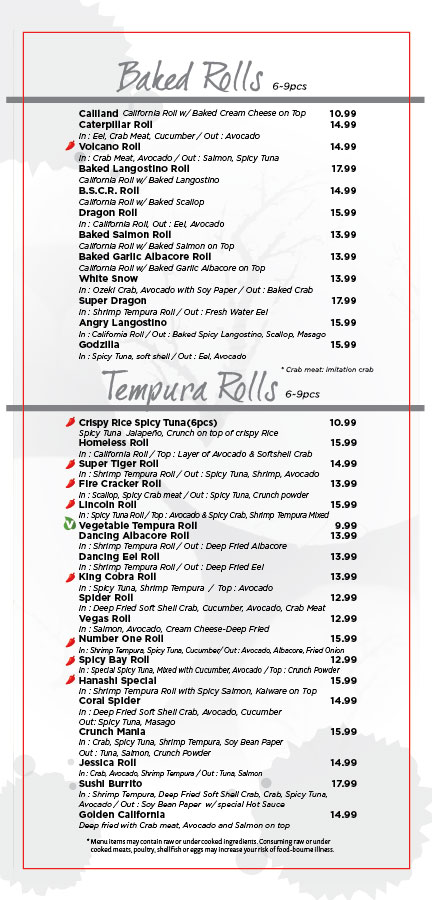 Baked Rolls 6-9pcs
Caliland California Roll w/ Baked Cream Cheese on Top 10.99
Caterpillar Roll 14.99
In : Eel, Crab Meat, Cucumber / Out : Avocado
Volcano Roll 14.99
In : Crab Meat, Avocado / Out : Salmon, Spicy Tuna
Baked Langostino Roll 17.99
California Roll w/ Baked Langostino
B.S.C.R. Roll 14.99
California Roll w/ Baked Scallop
Dragon Roll 15.99
In : California Roll, Out : Eel, Avocado
Baked Salmon Roll 13.99
California Roll w/ Baked Salmon on Top
Baked Garlic Albacore Roll 13.99
California Roll w/ Baked Garlic Albacore on Top
White Snow 13.99
In : Ozeki Crab, Avocado with Soy Paper / Out : Baked Crab
Super Dragon 17.99
In : Shrimp Tempura Roll / Out : Fresh Water Eel
Angry Langostino 15.99
In : California Roll / Out : Baked Spicy Langostino, Scallop, Masago
Godzilla 15.99
In : Spicy Tuna, soft shell / Out : Eel, Avocado
* Crab meat: imitation crab
Tempura Rolls 6-9pcs
Crispy Rice Spicy Tuna(6pcs) 10.99
Spicy Tuna Jalapeño, Crunch on top of crispy Rice
Homeless Roll 15.99
In : California Roll / Top : Layer of Avocado & Softshell Crab
Super Tiger Roll 14.99
In : Shrimp Tempura Roll / Out : Spicy Tuna, Shrimp, Avocado
Fire Cracker Roll 13.99
In : Scallop, Spicy Crab meat / Out : Spicy Tuna, Crunch powder
Lincoln Roll 15.99
In : Spicy Tuna Roll / Top : Avocado & Spicy Crab, Shrimp Tempura Mixed
Vegetable Tempura Roll 9.99
Dancing Albacore Roll 13.99
In : Shrimp Tempura Roll / Out : Deep Fried Albacore
Dancing Eel Roll 13.99
In : Shrimp Tempura Roll / Out : Deep Fried Eel
King Cobra Roll 13.99
In : Spicy Tuna, Shrimp Tempura / Top : Avocado
Spider Roll 12.99
In : Deep Fried Soft Shell Crab, Cucumber, Avocado, Crab Meat
Vegas Roll 12.99
In : Salmon, Avocado, Cream Cheese-Deep Fried
Number One Roll 15.99
In : Shrimp Tempura, Spicy Tuna, Cucumber/ Out : Avocado, Albacore, Fried Onion
Spicy Bay Roll 12.99
In : Special Spicy Tuna, Mixed with Cucumber, Avocado / Top : Crunch Powder
Hanashi Special 15.99
In : Shrimp Tempura Roll with Spicy Salmon, Kaiware on Top
Coral Spider 14.99
In : Deep Fried Soft Shell Crab, Avocado, Cucumber
Out: Spicy Tuna, Masago
Crunch Mania 15.99
In : Crab, Spicy Tuna, Shrimp Tempura, Soy Bean Paper
Out : Tuna, Salmon, Crunch Powder
Jessica Roll 14.99
In : Crab, Avocado, Shrimp Tempura / Out : Tuna, Salmon
Sushi Burrito 17.99
In : Shrimp Tempura, Deep Fried Soft Shell Crab, Crab, Spicy Tuna,
Avocado / Out : Soy Bean Paper w/ special Hot Sauce
Golden California 14.99
Deep fried with Crab meat, Avocado and Salmon on top
* Menu items may contain raw or undercooked ingredients. Consuming raw or under
cooked meats, poultry, shellfish or eggs may increase your risk of food-bourne illness.